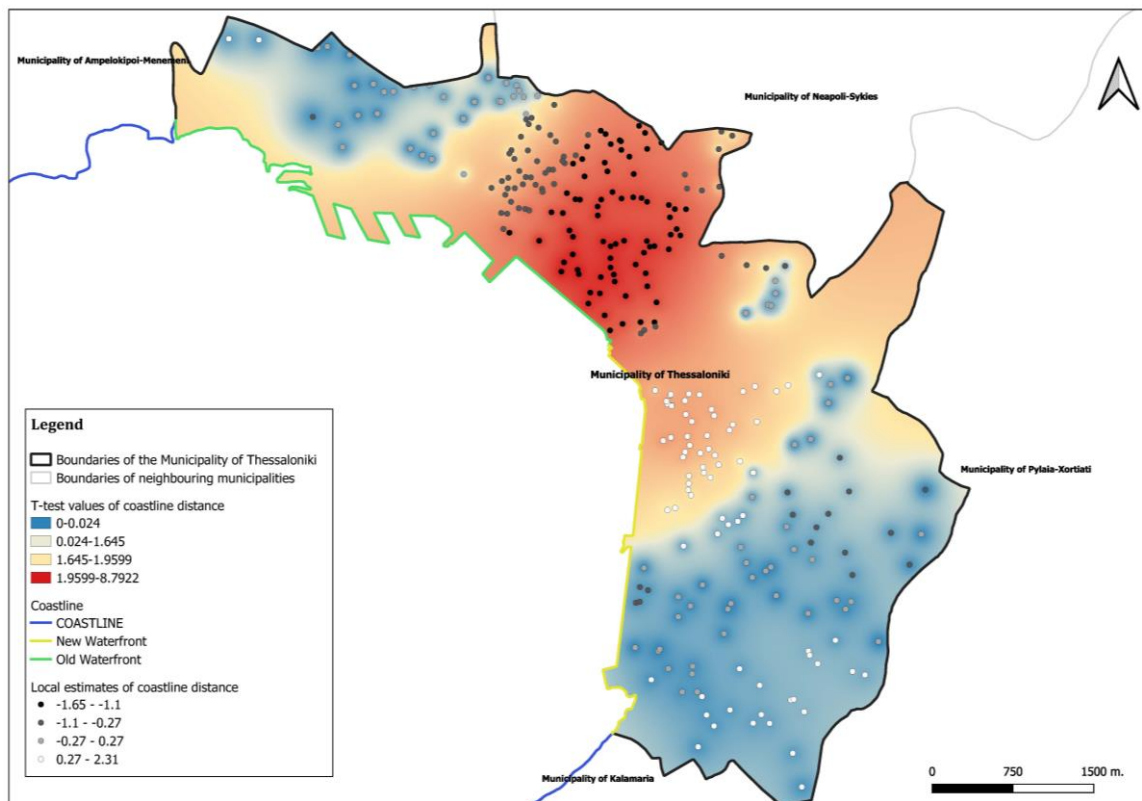 Municipality of Ampelokipoi-Menemeni
Municipality of Neapoli-Sykies
Municipality of Thessaloniki
Municipality of Pylaia-Xortiati
Legend
Boundaries of the Municipality of Thessaloniki
Boundaries of neighbouring municipalities
T-test values of coastline distance
0-0.024
0.024-1.645
1.645-1.9599
1.9599-8.7922
Coastline
COASTLINE
New Waterfront
Old Waterfront
Local estimates of coastline distance
-1.65 - -1.1
-1.1 - -0.27
-0.27 - 0.27
0.27 - 2.31
Municipality of Kalamaria
0 750 1500 m.